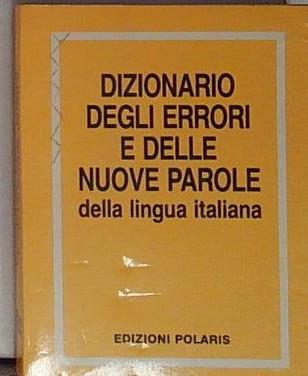 DIZIONARIO
DEGLI ERRORI
E DELLE
NUOVE PAROLE
della lingua italiana
EDIZIONI POLARIS